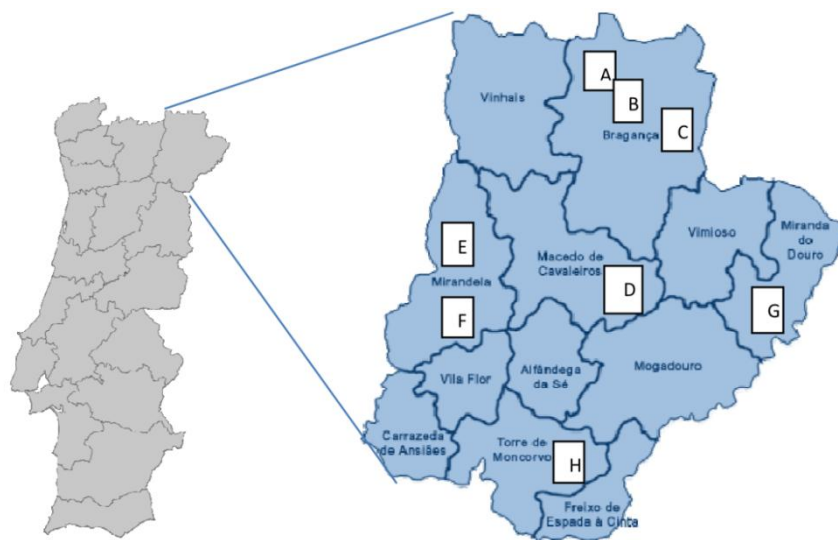 A
Vinhais
B
Bragança
C
E
Vimioso
Miranda
do
Douro
Macedo de
Cavaleiros
Mirandela
D
G
F
Vila Flor
Alfândega
da Sé
Mogadouro
Carrazeda
de Ansiães
Torre de
Moncorvo
H
Freixo de
Espada à Cinta